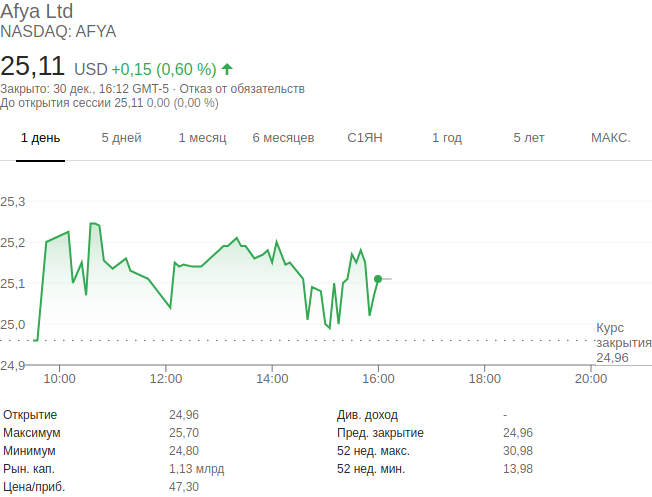 Afya Ltd
NASDAQ: AFYA
25,11 USD +0,15 (0,60 %)
Закрыто: 30 дек., 16:12 GMT-5 · Отказ от обязательств
До открытия сессии 25,11 0,00 (0,00 %)
1 день 5 дней 1 месяц 6 месяцев С1ЯН 1 год 5 лет МАКС.
25,3
25,2
25,1
25,0
24,9
Курс
закрытия
24,96
10:00 12:00 14:00 16:00 18:00 20:00
Открытие 24,96 Див. доход -
Максимум 25,70 Пред. закрытие 24,96
Минимум 24,80 52 нед. макс. 30,98
Рын. кап. 1,13 млрд 52 нед. мин. 13,98
Цена/приб. 47,30